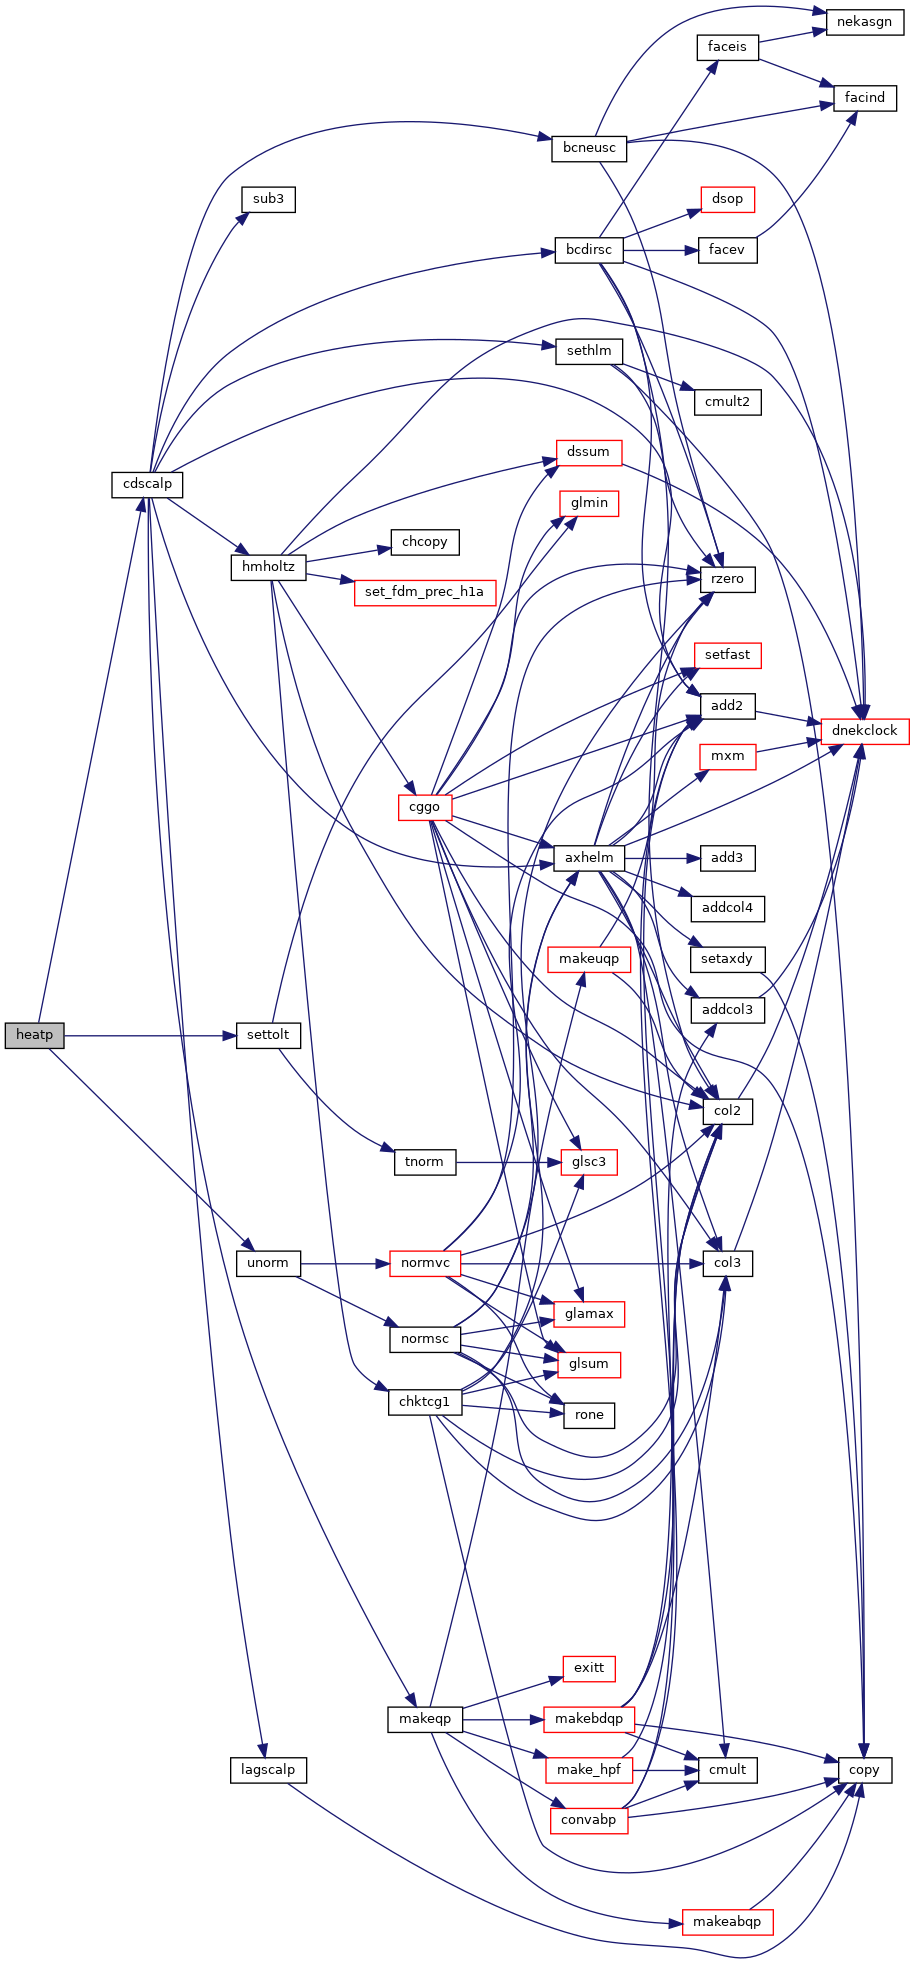 nekasgn
faceis
facind
bcneusc
sub3
dsop
bcdirsc
facev
sethlm
cmult2
dssum
cdscalp
glmin
chcopy
hmholtz
rzero
set_fdm_prec_h1a
setfast
add2
dnekclock
mxm
cggo
axhelm
add3
addcol4
makeuqp
setaxdy
addcol3
heatp
settolt
col2
tnorm
glsc3
unorm
normvc
col3
glamax
normsc
glsum
chktcg1
rone
exitt
makeqp
makebdqp
lagscalp
make_hpf
cmult
copy
convabp
makeabqp